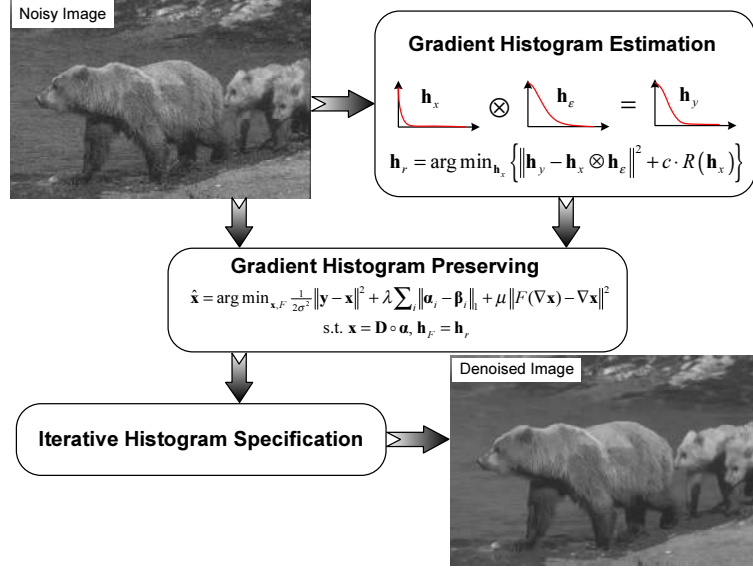 Noisy Image
Gradient Histogram Estimation
h_x ⊗ h_ε = h_y
h_r = arg min_{h_x} { ‖h_y − h_x ⊗ h_ε‖² + c · R(h_x) }
Gradient Histogram Preserving
x̂ = arg min_{x,F} 1/(2σ²) ‖y − x‖² + λ∑_i ‖α_i − β_i‖_1 + μ‖F(∇x) − ∇x‖²
s.t. x = D ∘ α, h_F = h_r
Denoised Image
Iterative Histogram Specification